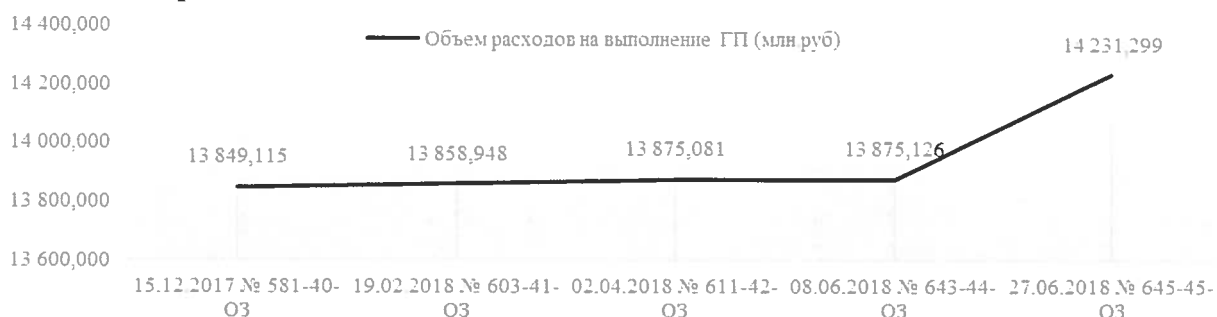 14 400,000
Объем расходов на выполнение ГП (млн.руб)
14 231,299
14 200,000
14 000,000
13 849,115 13 858,948 13 875,081 13 875,126
13 800,000
13 600,000
15.12.2017 № 581-40- 19.02.2018 № 603-41- 02.04.2018 № 611-42- 08.06.2018 № 643-44- 27.06.2018 № 645-45-
ОЗ ОЗ ОЗ ОЗ ОЗ